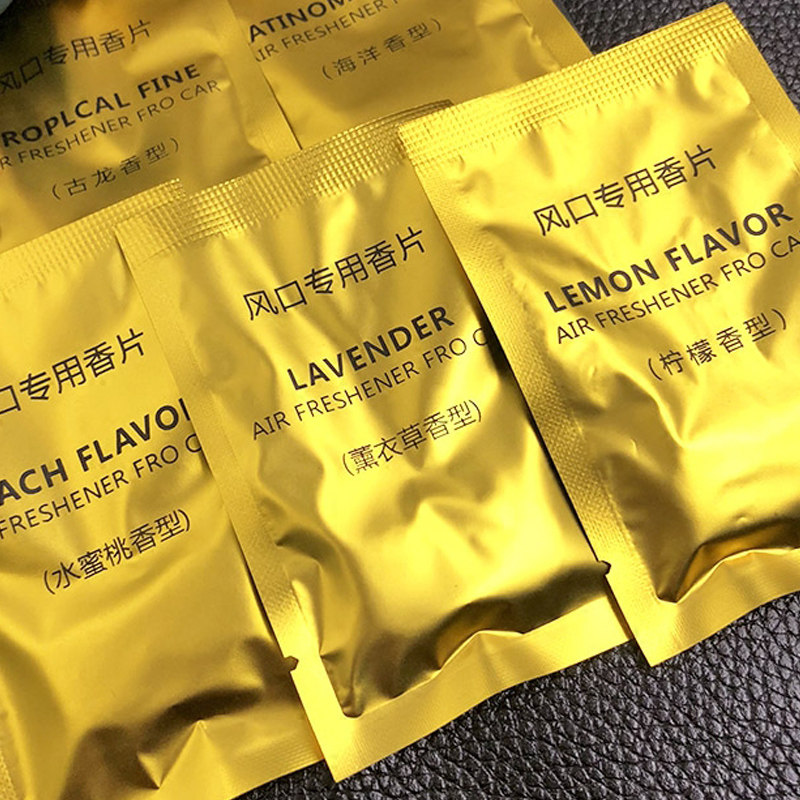 风口专用香片
ROPLCAL FINE
R FRESHENER FRO CAR
(古龙香型)
ATINOM
AIR FRESHENER FRO CAR
(海洋香型)
口专用香片
ACH FLAVOR
FRESHENER FRO C
(水蜜桃香型)
风口专用香片
LAVENDER
AIR FRESHENER FRO C
(薰衣草香型)
风口专用香片
LEMON FLAVOR
AIR FRESHENER FRO CA
(柠檬香型)